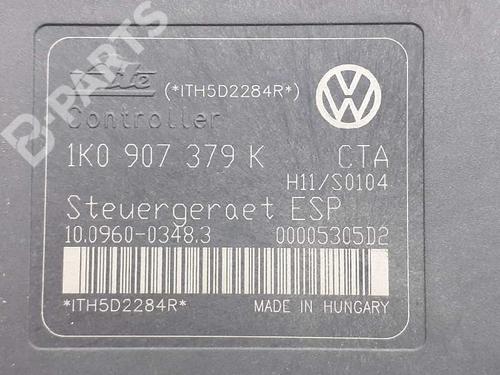 B-PARTS
Ate (*ITH5D2284R*)
Controller
1K0 907 379 K CTA
H11/S0104
Steuergeraet ESP
10.0960-0348.3 00005305D2
*ITH5D2284R* MADE IN HUNGARY